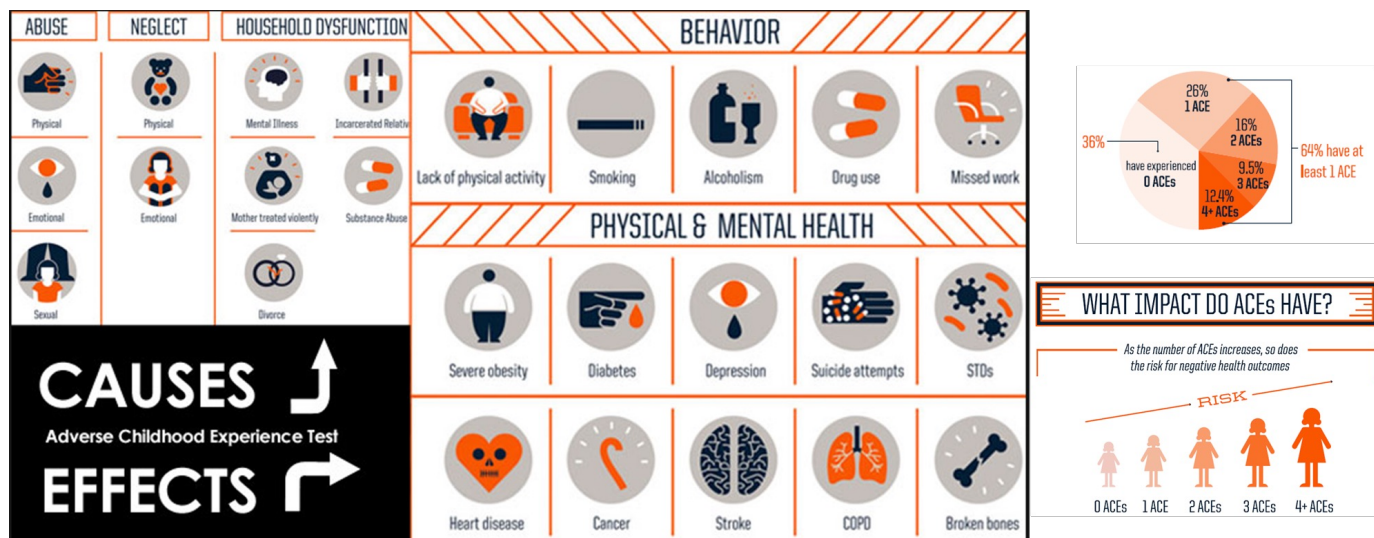 ABUSE
NEGLECT
HOUSEHOLD DYSFUNCTION
Physical
Physical
Mental Illness
Incarcerated Relativ
Emotional
Emotional
Mother treated violently
Substance Abuse
Sexual
Divorce
CAUSES
Adverse Childhood Experience Test
EFFECTS
BEHAVIOR
Lack of physical activity
Smoking
Alcoholism
Drug use
Missed work
PHYSICAL & MENTAL HEALTH
Severe obesity
Diabetes
Depression
Suicide attempts
STDs
Heart disease
Cancer
Stroke
COPD
Broken bones
26%
1 ACE
16%
2 ACEs
36%
have experienced
0 ACEs
9.5%
3 ACEs
12.4%
4+ ACEs
64% have at
least 1 ACE
WHAT IMPACT DO ACEs HAVE?
As the number of ACEs increases, so does
the risk for negative health outcomes
RISK
0 ACEs
1 ACE
2 ACEs
3 ACEs
4+ ACEs